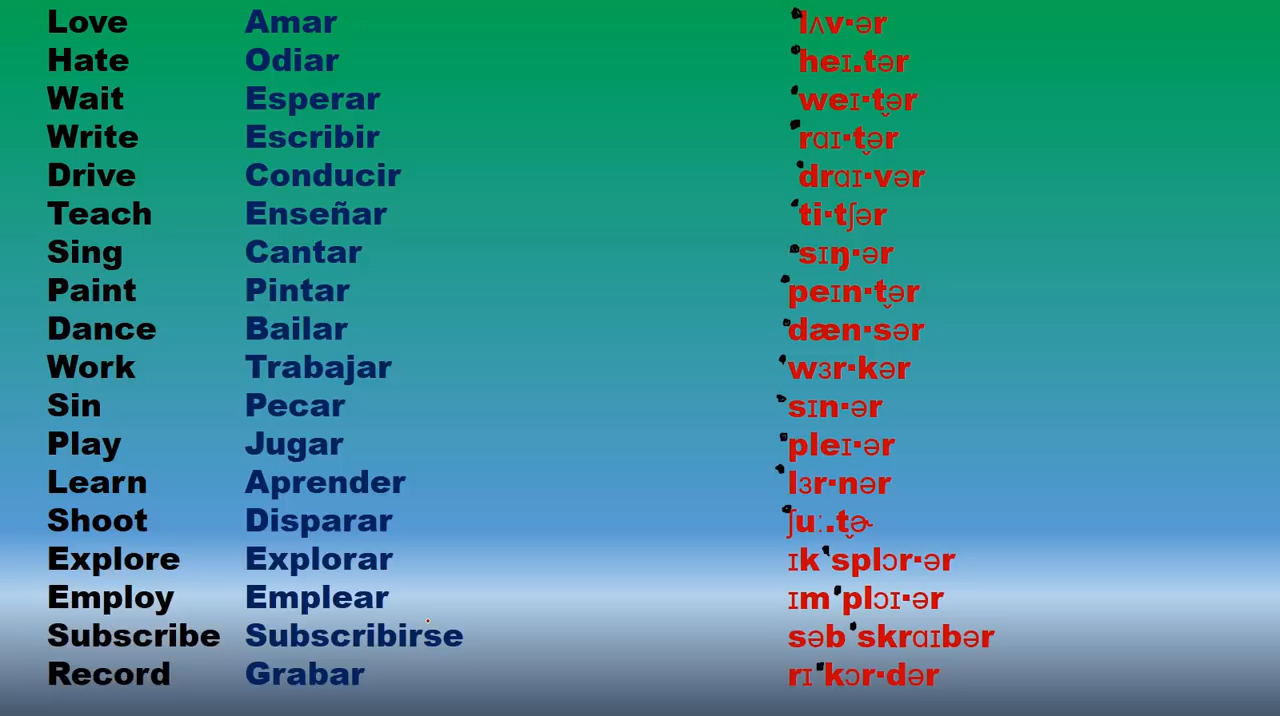 Love Amar ˈlʌv·ər
Hate Odiar ˈheɪ.tər
Wait Esperar ˈweɪ·t̬ər
Write Escribir ˈrɑɪ·t̬ər
Drive Conducir ˈdrɑɪ·vər
Teach Enseñar ˈti·tʃər
Sing Cantar ˈsɪŋ·ər
Paint Pintar ˈpeɪn·t̬ər
Dance Bailar ˈdæn·sər
Work Trabajar ˈwɜr·kər
Sin Pecar ˈsɪn·ər
Play Jugar ˈpleɪ·ər
Learn Aprender ˈlɜr·nər
Shoot Disparar ˈʃuː.t̬ɚ
Explore Explorar ɪkˈsplɔr·ər
Employ Emplear ɪmˈplɔɪ·ər
Subscribe Subscribirse səbˈskrɑɪbər
Record Grabar rɪˈkɔr·dər